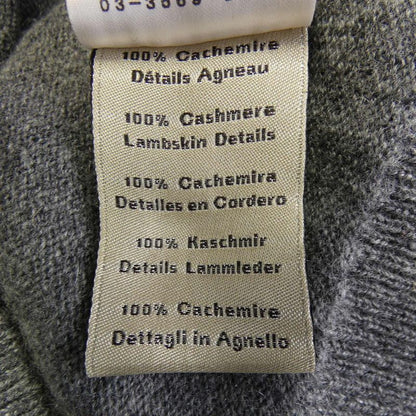 100% Cachemire
Détails Agneau
100% Cashmere
Lambskin Details
100% Cachemira
Detalles en Cordero
100% Kaschmir
Details Lammleder
100% Cachemire
Dettagli in Agnello